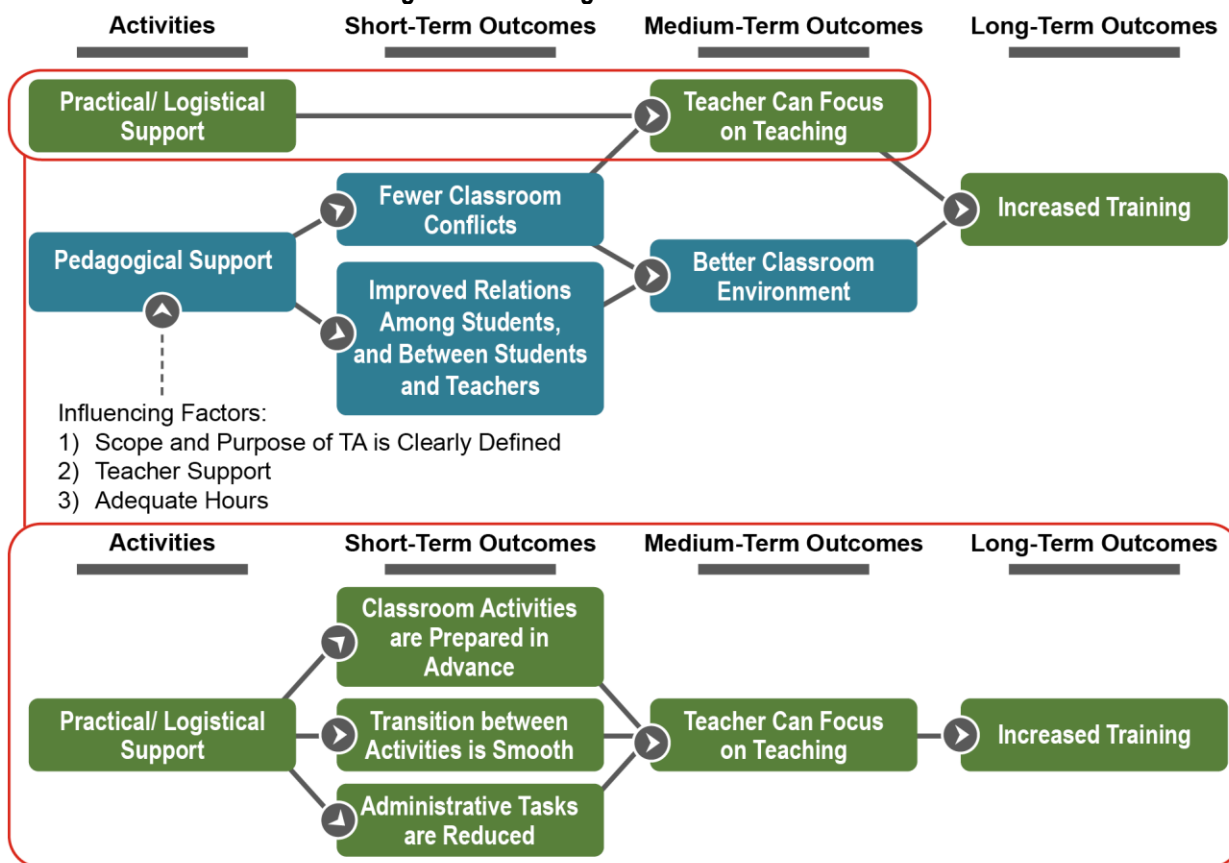 Activities
Short-Term Outcomes
Medium-Term Outcomes
Long-Term Outcomes
Practical/ Logistical
Support
Teacher Can Focus
on Teaching
Fewer Classroom
Conflicts
Increased Training
Pedagogical Support
Better Classroom
Environment
Improved Relations
Among Students,
and Between Students
and Teachers
Influencing Factors:
1) Scope and Purpose of TA is Clearly Defined
2) Teacher Support
3) Adequate Hours
Activities
Short-Term Outcomes
Medium-Term Outcomes
Long-Term Outcomes
Classroom Activities
are Prepared in
Advance
Practical/ Logistical
Support
Transition between
Activities is Smooth
Teacher Can Focus
on Teaching
Increased Training
Administrative Tasks
are Reduced